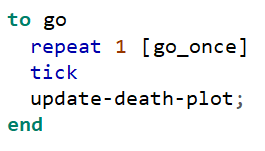 to go
  repeat 1 [go_once]
  tick
  update-death-plot;
end